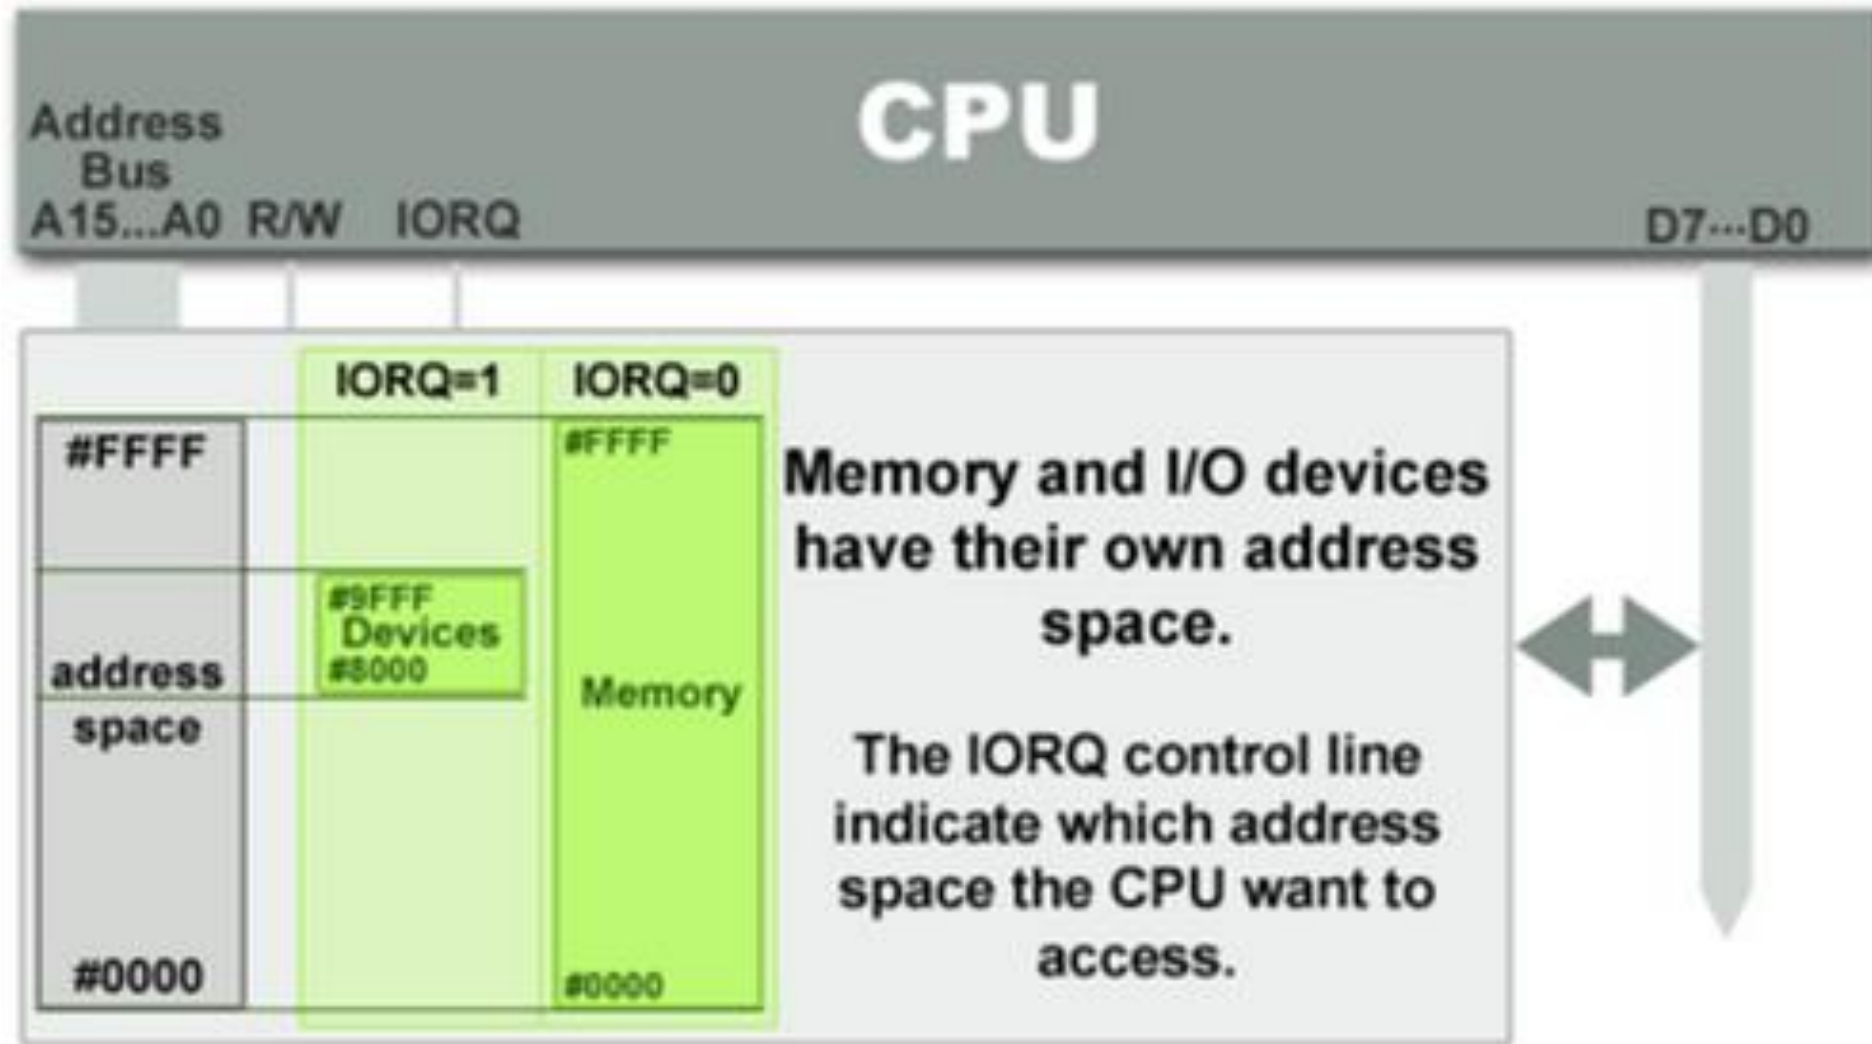 CPU
Address
Bus
A15...A0 R/W IORQ
D7...D0
IORQ=1 IORQ=0
#FFFF
#FFFF
#9FFF
Devices
#8000
address
space
Memory
#0000
#0000
Memory and I/O devices
have their own address
space.
The IORQ control line
indicate which address
space the CPU want to
access.